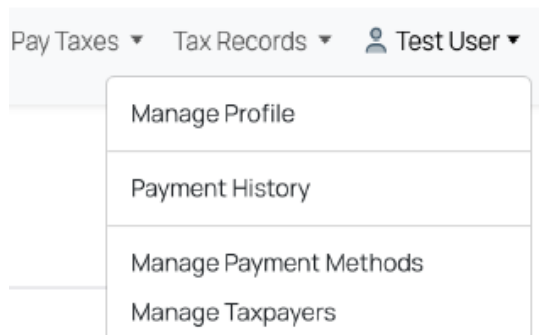 Pay Taxes ▼ Tax Records ▼ Test User ▼
Manage Profile
Payment History
Manage Payment Methods
Manage Taxpayers